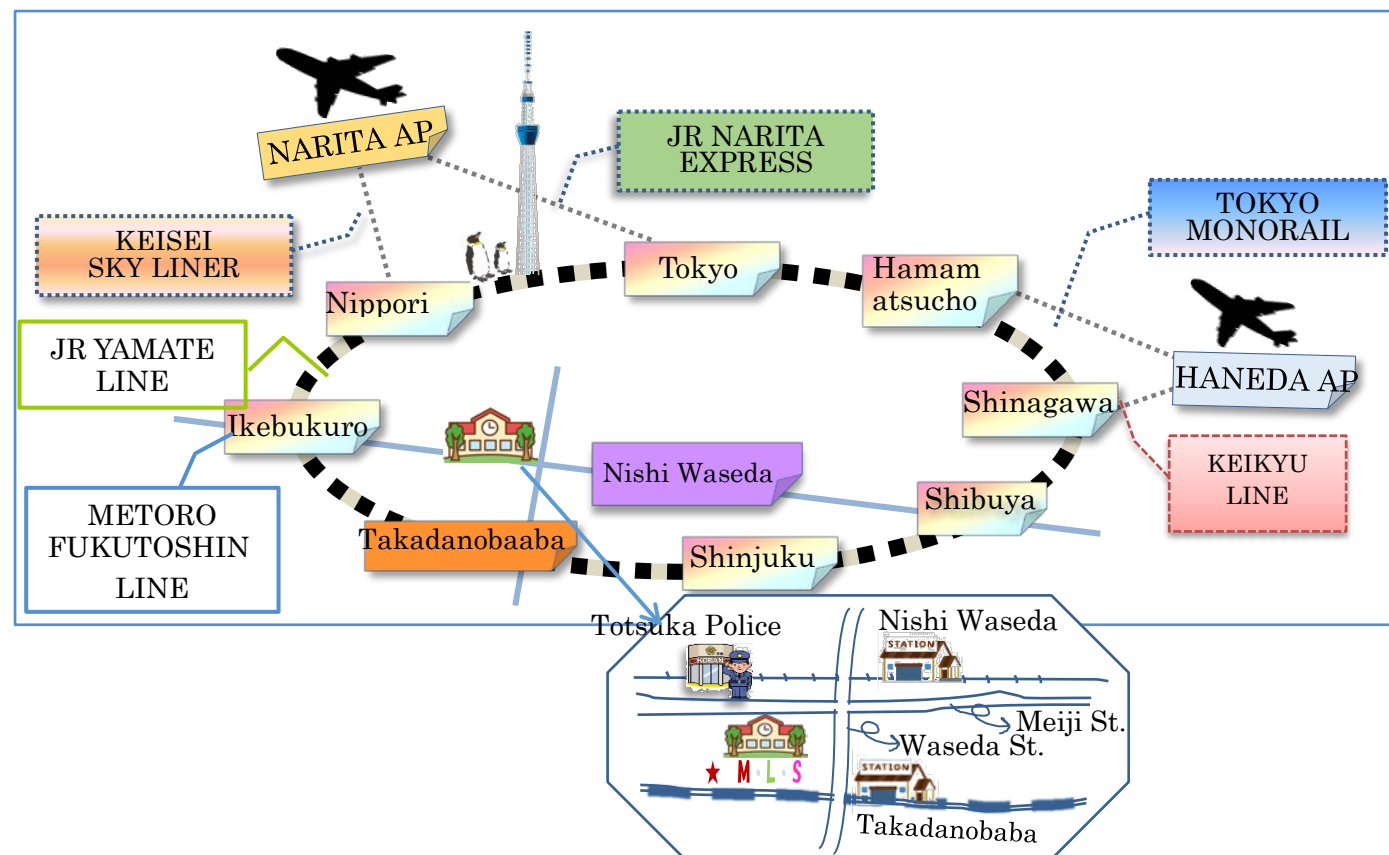 NARITA AP
JR NARITA
EXPRESS
TOKYO
MONORAIL
KEISEI
SKY LINER
Tokyo
Hamam
atsucho
Nippori
JR YAMATE
LINE
HANEDA AP
Shinagawa
Ikebukuro
KEIKYU
LINE
Nishi Waseda
Shibuya
METORO
FUKUTOSHIN
LINE
Takadanobaaba
Shinjuku
Totsuka Police
Nishi Waseda
STATION
KOBAN
Meiji St.
Waseda St.
★ M·L·S
STATION
Takadanobaba